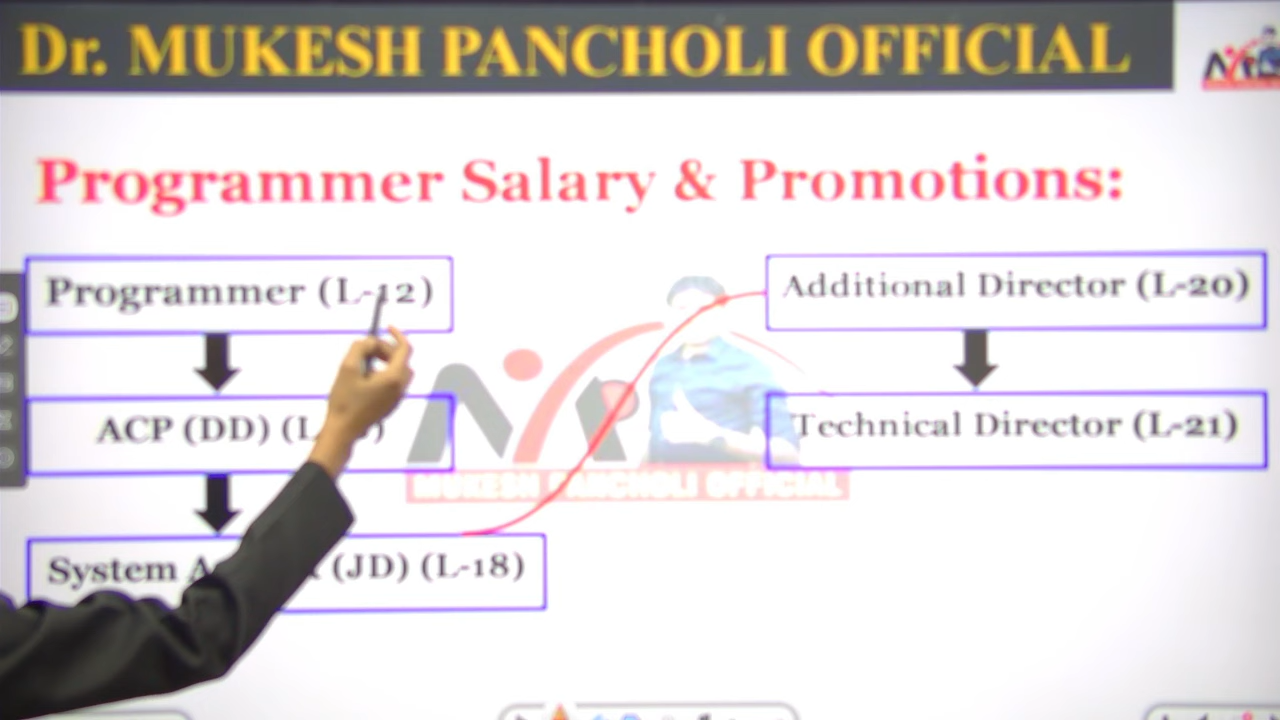 Dr. MUKESH PANCHOLI OFFICIAL
Programmer Salary & Promotions:
Programmer (L-12)
ACP (DD) (L
System A (JD) (L-18)
Additional Director (L-20)
Technical Director (L-21)
MUKESH PANCHOLI OFFICIAL